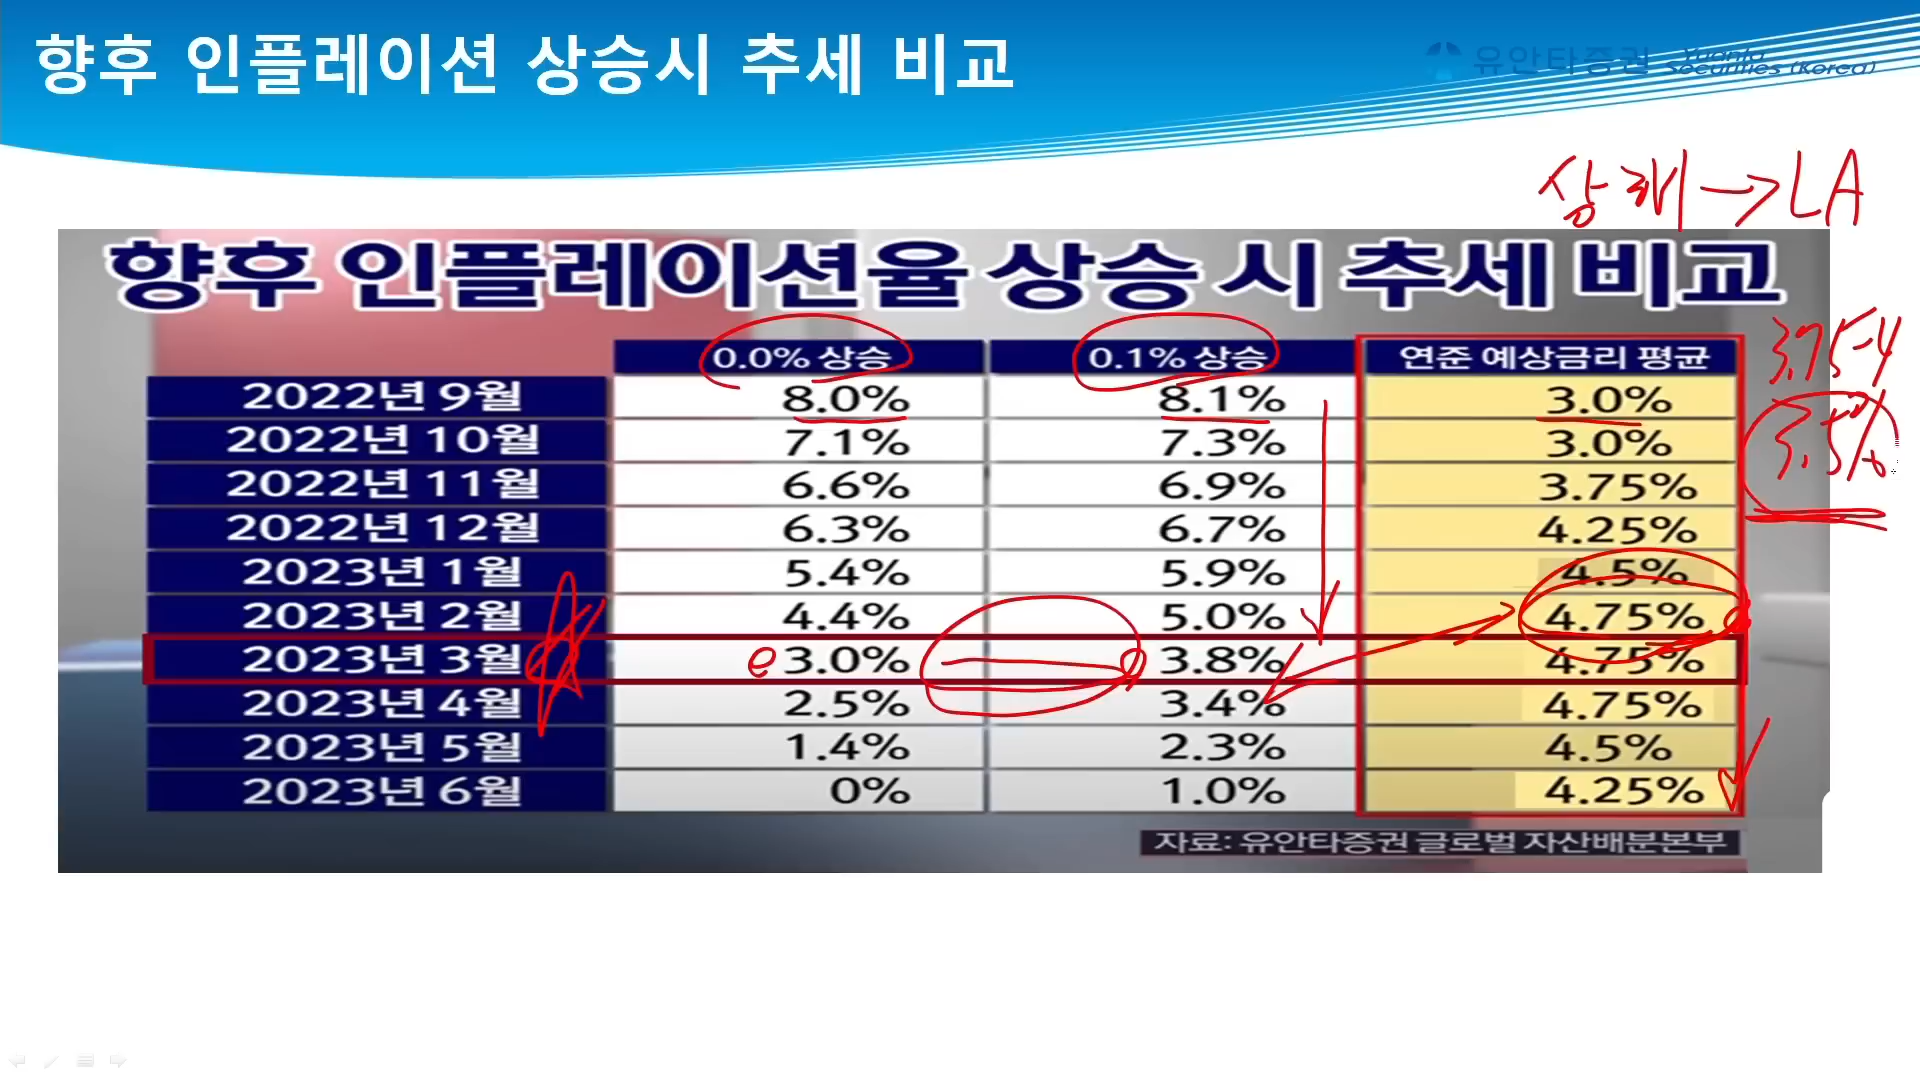 향후 인플레이션 상승시 추세 비교
유안타증권 Yuanta Securities (Korea)
상해 → LA
향후 인플레이션율 상승 시 추세 비교
0.0% 상승 0.1% 상승 연준 예상금리 평균
3.75-4
2022년 9월 8.0% 8.1% 3.0%
2022년 10월 7.1% 7.3% 3.0%
3.5%
2022년 11월 6.6% 6.9% 3.75%
2022년 12월 6.3% 6.7% 4.25%
2023년 1월 5.4% 5.9% 4.5%
2023년 2월 4.4% 5.0% 4.75%
2023년 3월 3.0% 3.8% 4.75%
2023년 4월 2.5% 3.4% 4.75%
2023년 5월 1.4% 2.3% 4.5%
2023년 6월 0% 1.0% 4.25%
자료: 유안타증권 글로벌 자산배분본부